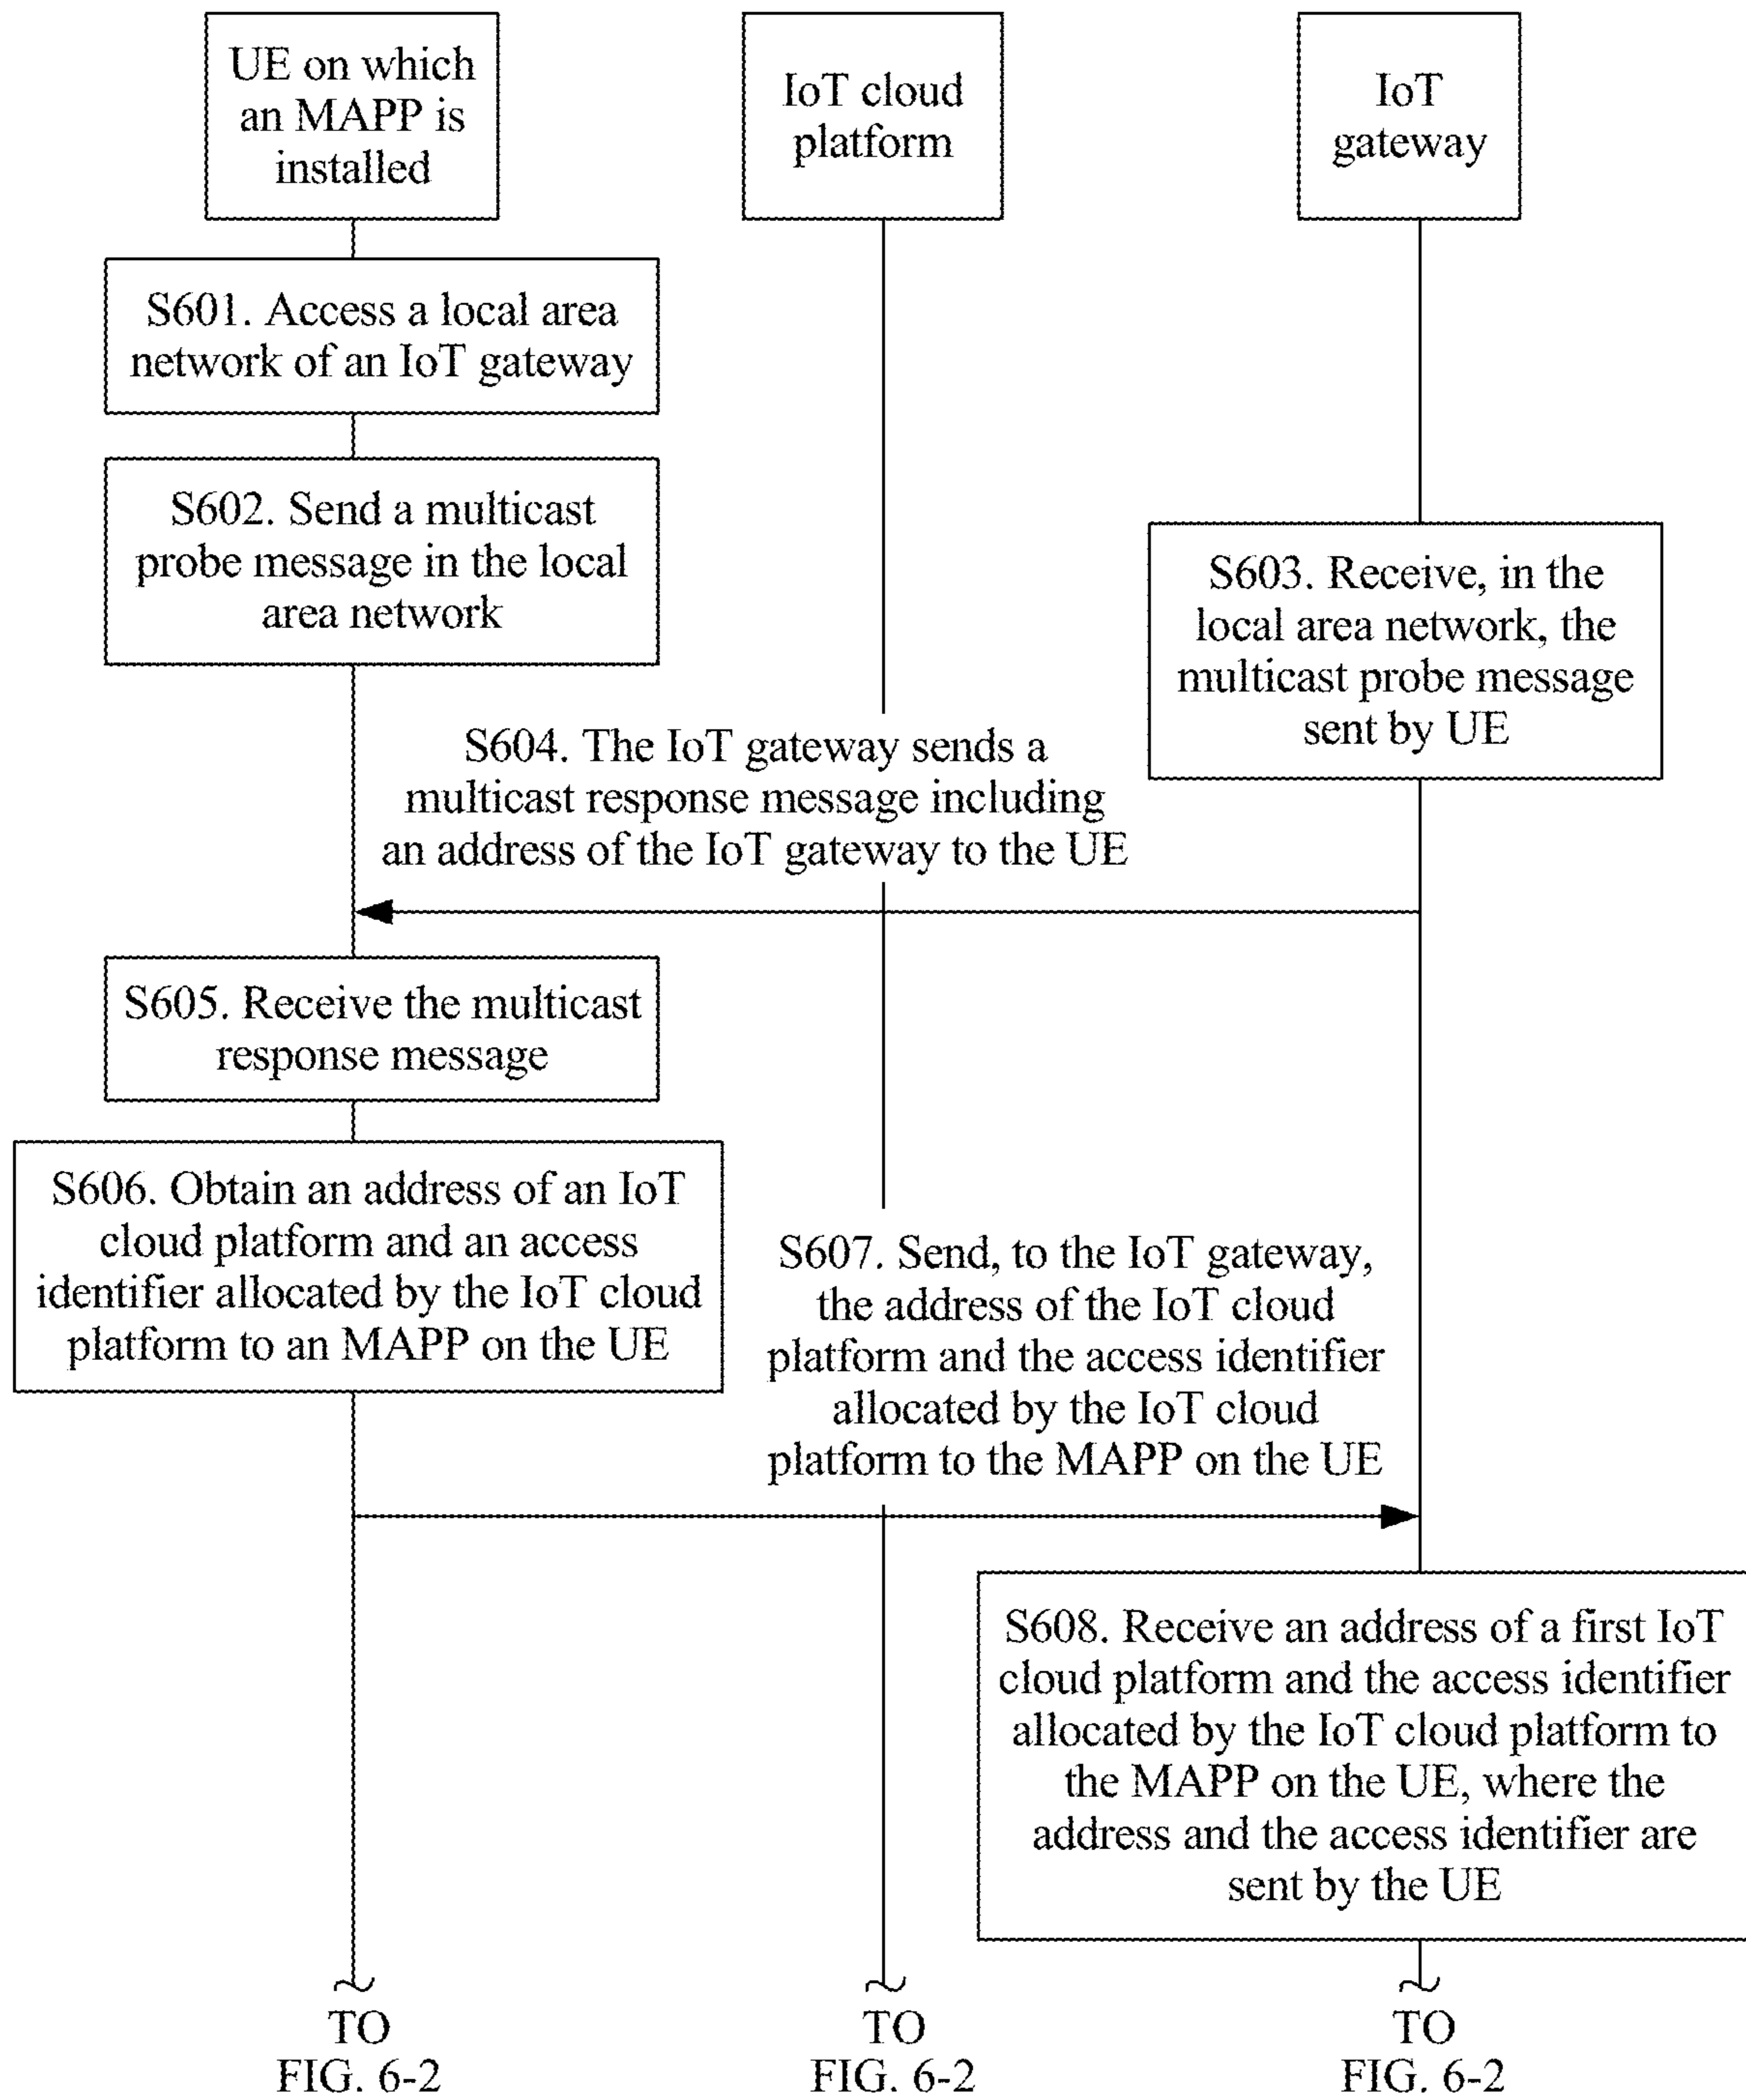 UE on which
an MAPP is
installed
IoT cloud
platform
IoT
gateway
S601. Access a local area
network of an IoT gateway
S602. Send a multicast
probe message in the local
area network
S603. Receive, in the
local area network, the
multicast probe message
sent by UE
S604. The IoT gateway sends a
multicast response message including
an address of the IoT gateway to the UE
S605. Receive the multicast
response message
S606. Obtain an address of an IoT
cloud platform and an access
identifier allocated by the IoT cloud
platform to an MAPP on the UE
S607. Send, to the IoT gateway,
the address of the IoT cloud
platform and the access identifier
allocated by the IoT cloud
platform to the MAPP on the UE
S608. Receive an address of a first IoT
cloud platform and the access identifier
allocated by the IoT cloud platform to
the MAPP on the UE, where the
address and the access identifier are
sent by the UE
TO
FIG. 6-2
TO
FIG. 6-2
TO
FIG. 6-2